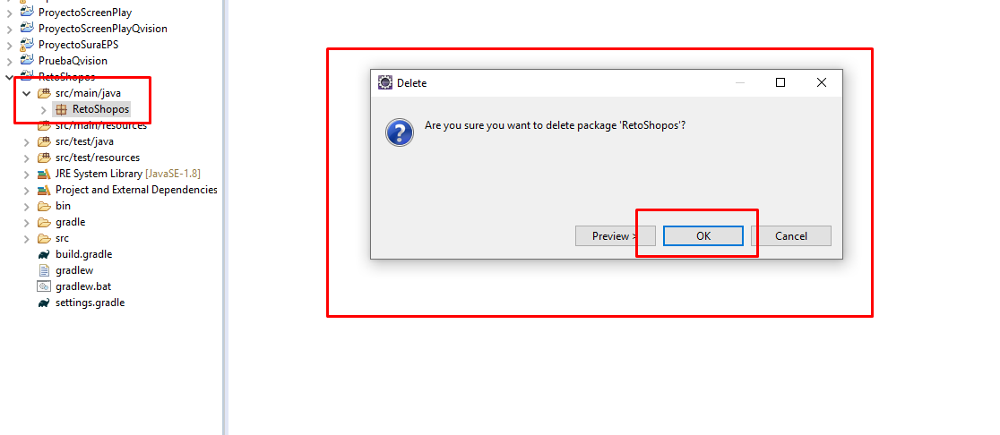 ProyectoScreenPlay
ProyectoScreenPlayQvision
ProyectoSuraEPS
PruebaQvision
RetoShopos
src/main/java
RetoShopos
src/main/resources
src/test/java
src/test/resources
JRE System Library [JavaSE-1.8]
Project and External Dependencies
bin
gradle
src
build.gradle
gradlew
gradlew.bat
settings.gradle
Delete
Are you sure you want to delete package 'RetoShopos'?
Preview >
OK
Cancel